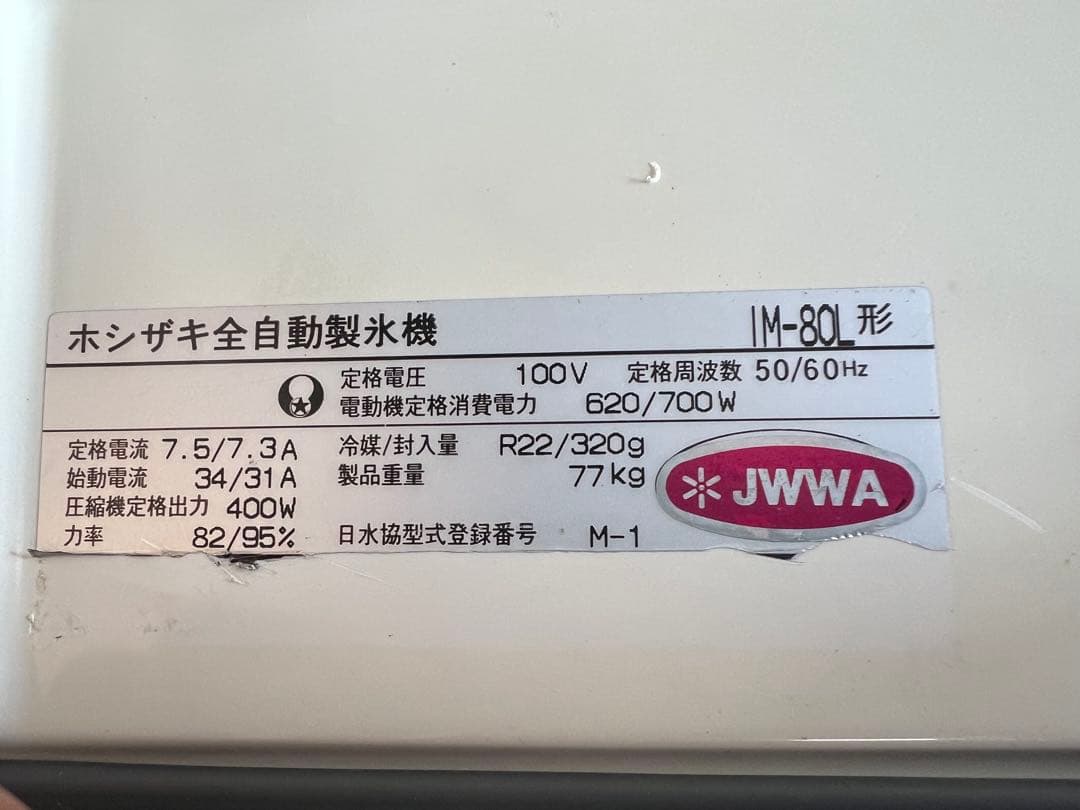 ホシザキ全自動製氷機 IM-80L形
定格電圧 100V 定格周波数 50/60Hz
電動機定格消費電力 620/700W
定格電流 7.5/7.3A 冷媒/封入量 R22/320g
始動電流 34/31A 製品重量 77kg
圧縮機定格出力 400W
力率 82/95% 日水協型式登録番号 M-1
JWWA